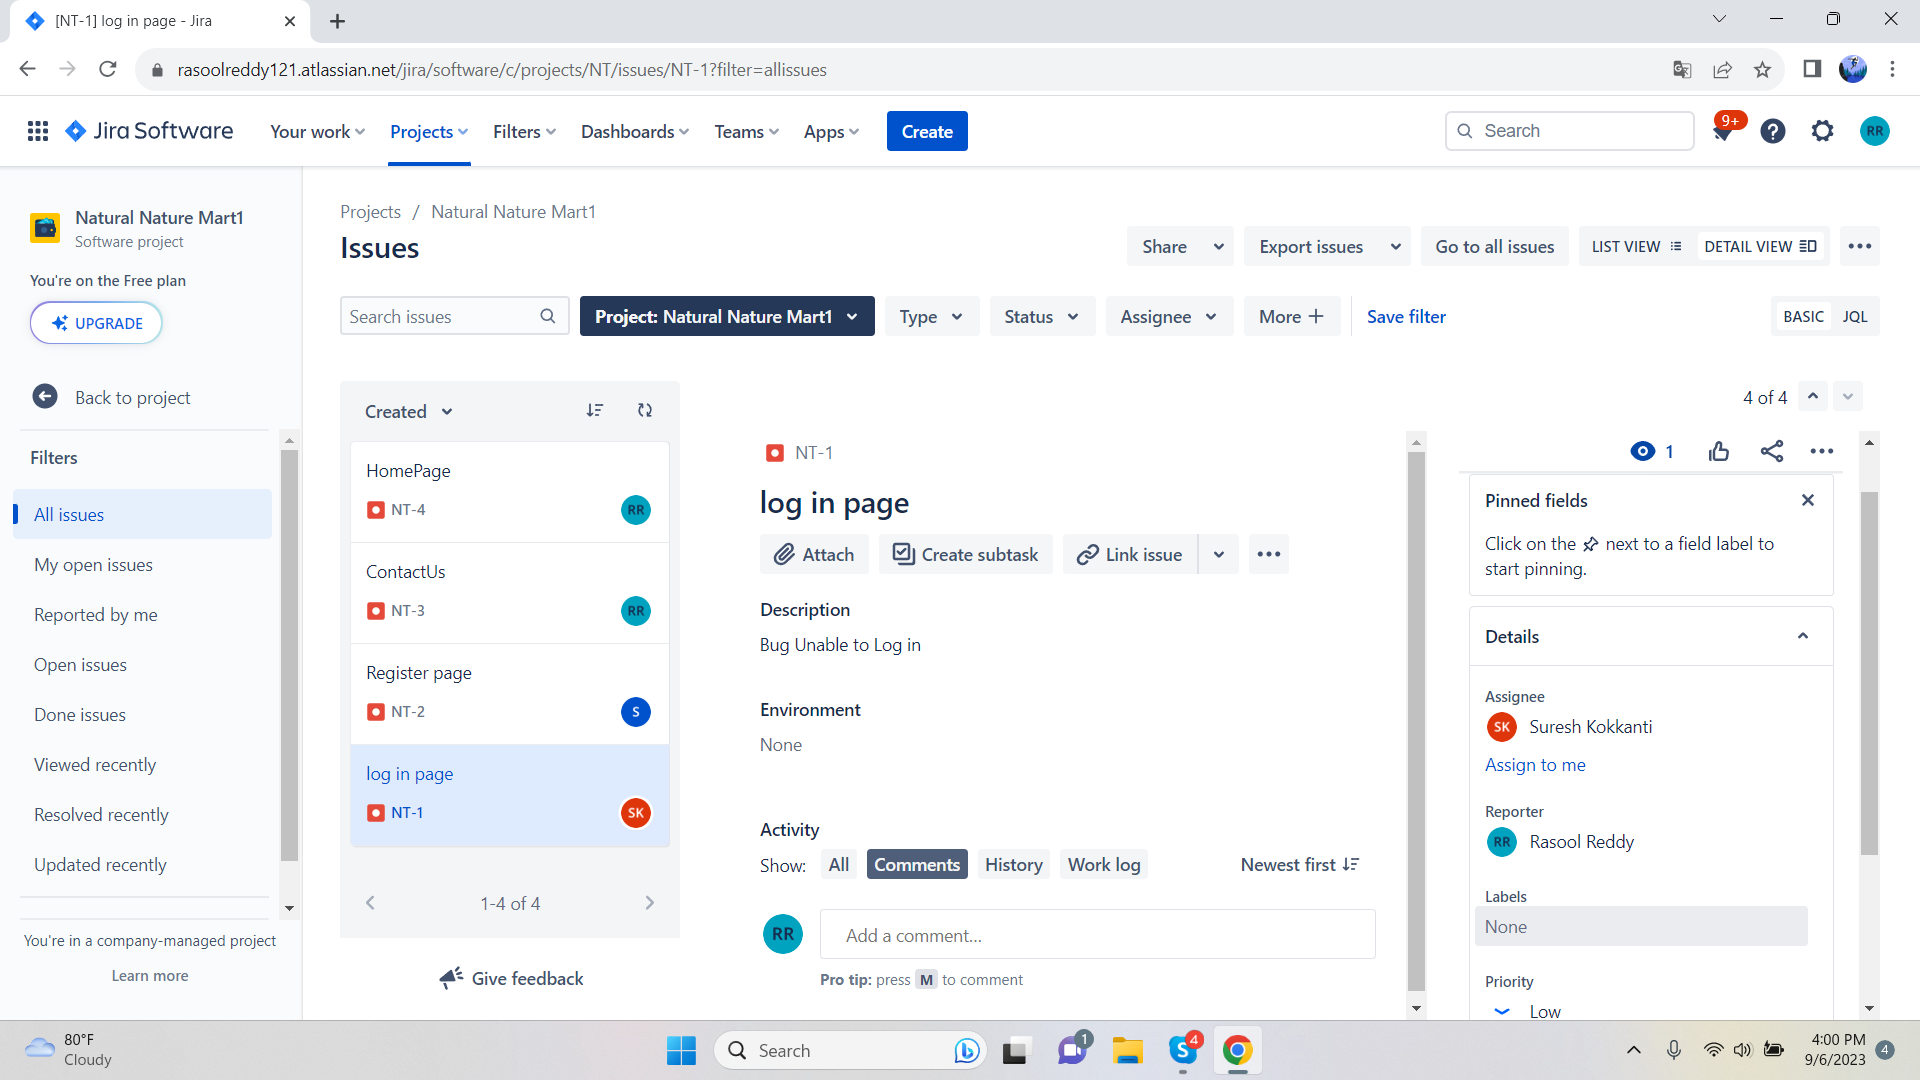 [NT-1] log in page - Jira
rasoolreddy121.atlassian.net/jira/software/c/projects/NT/issues/NT-1?filter=allissues
Jira Software
Your work
Projects
Filters
Dashboards
Teams
Apps
Create
Search
9+
RR
Natural Nature Mart1
Software project
You're on the Free plan
UPGRADE
Back to project
Filters
All issues
My open issues
Reported by me
Open issues
Done issues
Viewed recently
Resolved recently
Updated recently
You're in a company-managed project
Learn more
Projects / Natural Nature Mart1
Issues
Share
Export issues
Go to all issues
LIST VIEW
DETAIL VIEW
Search issues
Project: Natural Nature Mart1
Type
Status
Assignee
More
Save filter
BASIC
JQL
Created
HomePage
NT-4
RR
ContactUs
NT-3
RR
Register page
NT-2
S
log in page
NT-1
SK
1-4 of 4
Give feedback
4 of 4
NT-1
log in page
Attach
Create subtask
Link issue
Description
Bug Unable to Log in
Environment
None
Activity
Show:
All
Comments
History
Work log
Newest first
RR
Add a comment...
Pro tip: press M to comment
1
Pinned fields
Click on the next to a field label to
start pinning.
Details
Assignee
SK
Suresh Kokkanti
Assign to me
Reporter
RR
Rasool Reddy
Labels
None
Priority
Low
80°F
Cloudy
Search
1
S
4
4:00 PM
9/6/2023
4